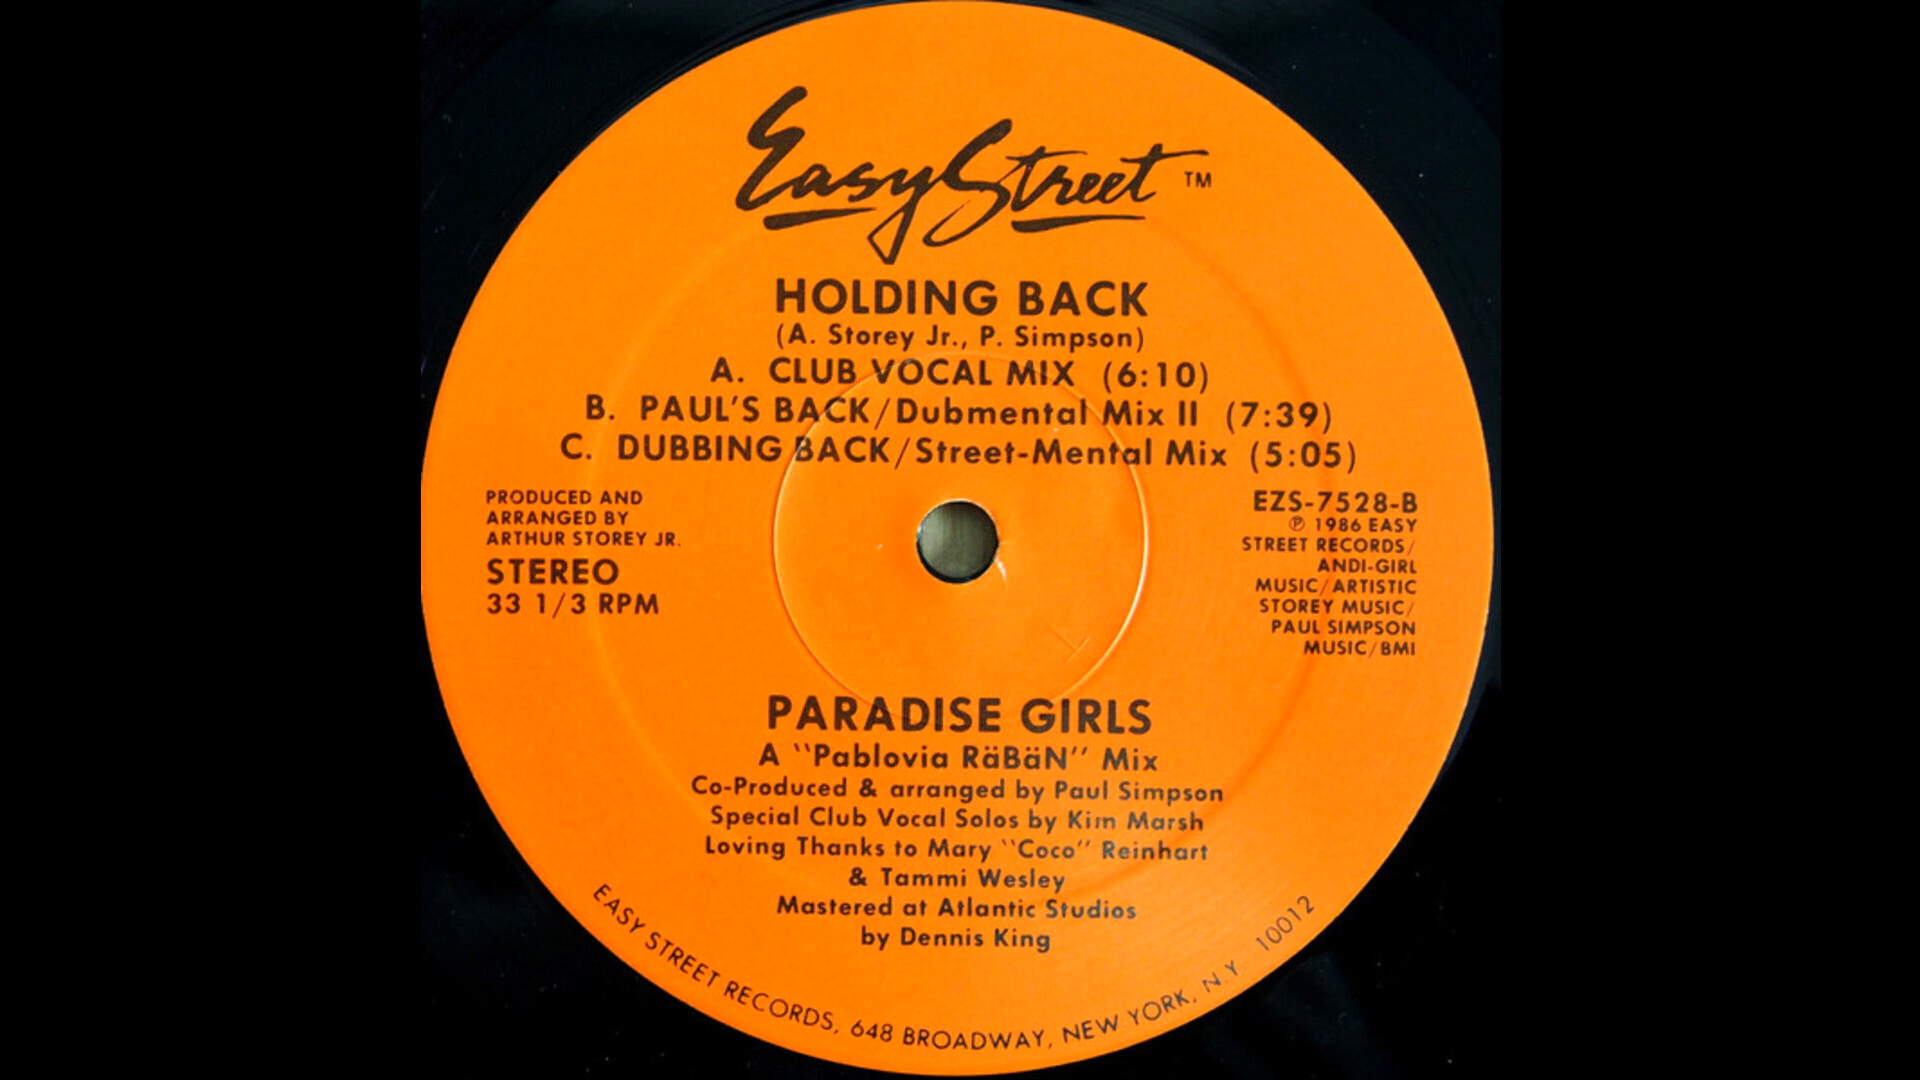 Easy Street ™
HOLDING BACK
(A. Storey Jr., P. Simpson)
A. CLUB VOCAL MIX (6:10)
B. PAUL'S BACK/Dubmental Mix II (7:39)
C. DUBBING BACK/Street-Mental Mix (5:05)
PRODUCED AND
ARRANGED BY
ARTHUR STOREY JR.
STEREO
33 1/3 RPM
EZS-7528-B
℗ 1986 EASY
STREET RECORDS/
ANDI-GIRL
MUSIC/ARTISTIC
STOREY MUSIC/
PAUL SIMPSON
MUSIC/BMI
PARADISE GIRLS
A "Pablovia RäBäN" Mix
Co-Produced & arranged by Paul Simpson
Special Club Vocal Solos by Kim Marsh
Loving Thanks to Mary "Coco" Reinhart
& Tammi Wesley
Mastered at Atlantic Studios
by Dennis King
EASY STREET RECORDS, 648 BROADWAY, NEW YORK, N.Y 10012